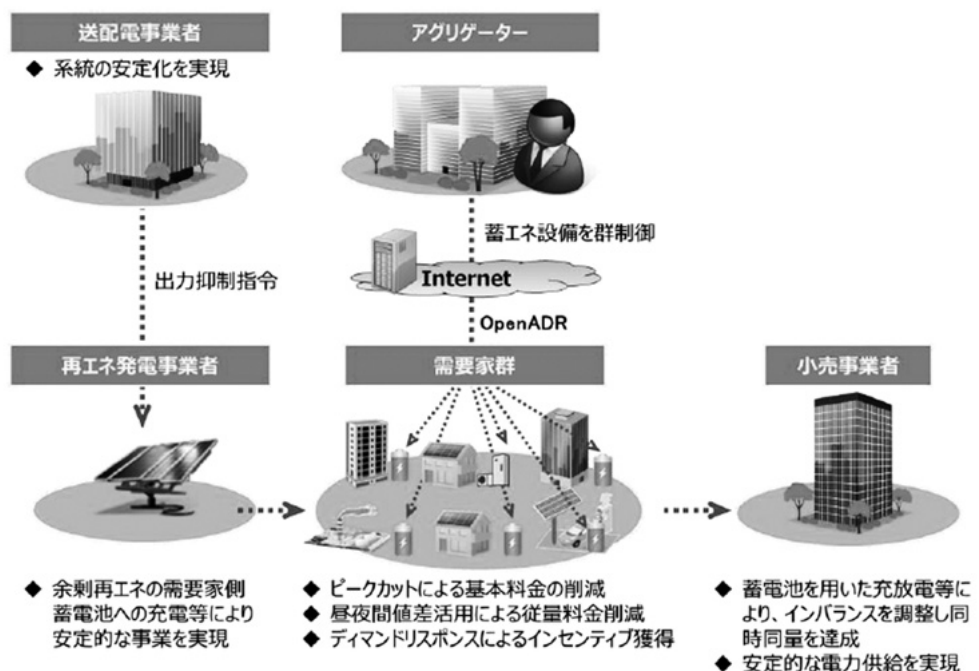 送配電事業者
◆ 系統の安定化を実現
アグリゲーター
蓄エネ設備を群制御
出力抑制指令
Internet
OpenADR
再エネ発電事業者
需要家群
小売事業者
◆ 余剰再エネの需要家側
蓄電池への充電等により
安定的な事業を実現
◆ ピークカットによる基本料金の削減
◆ 昼夜間値差活用による従量料金削減
◆ ディマンドリスポンスによるインセンティブ獲得
◆ 蓄電池を用いた充放電等に
より、インバランスを調整し同
時同量を達成
◆ 安定的な電力供給を実現